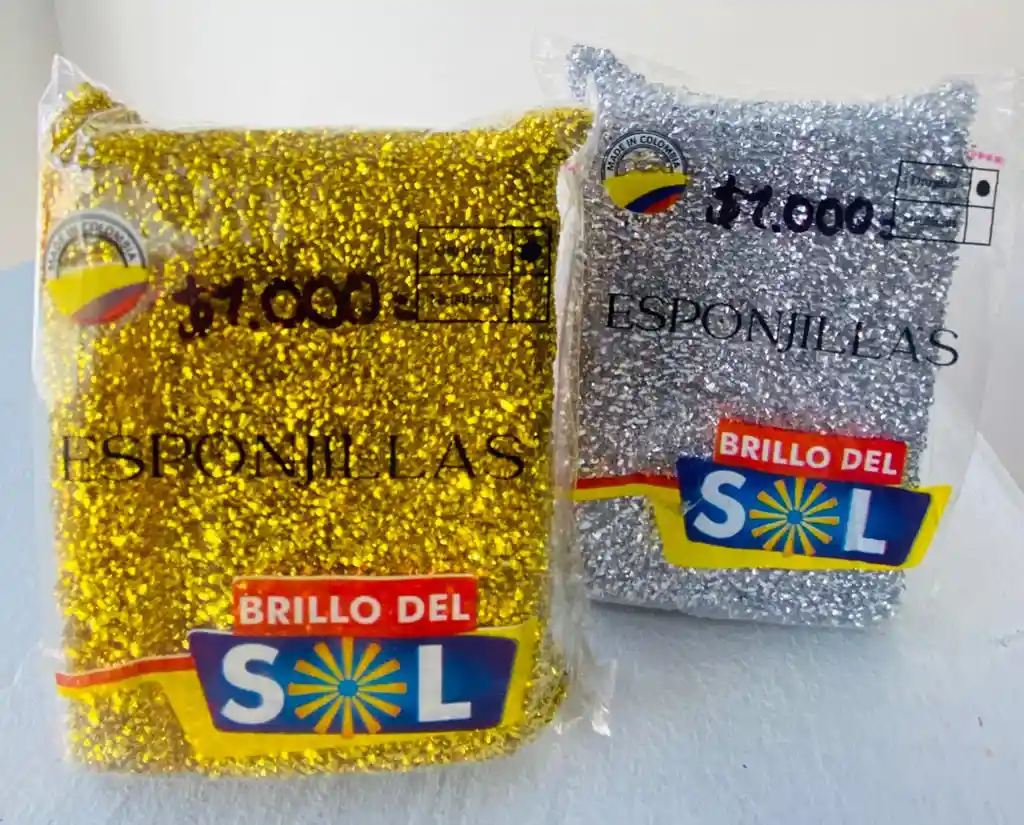 MADE IN COLOMBIA
$1.000=
ESPONJILLAS
BRILLO DEL
SOL
MADE IN COLOMBIA
$1.000=
ESPONJILLAS
BRILLO DEL
SOL